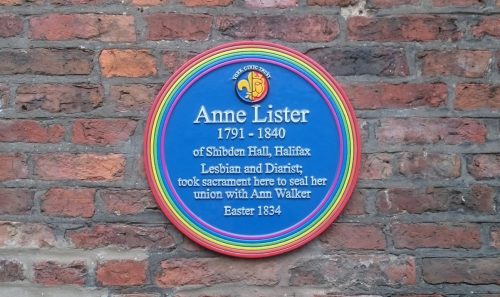 YORK CIVIC TRUST
Anne Lister
1791 - 1840
of Shibden Hall, Halifax
Lesbian and Diarist;
took sacrament here to seal her
union with Ann Walker
Easter 1834